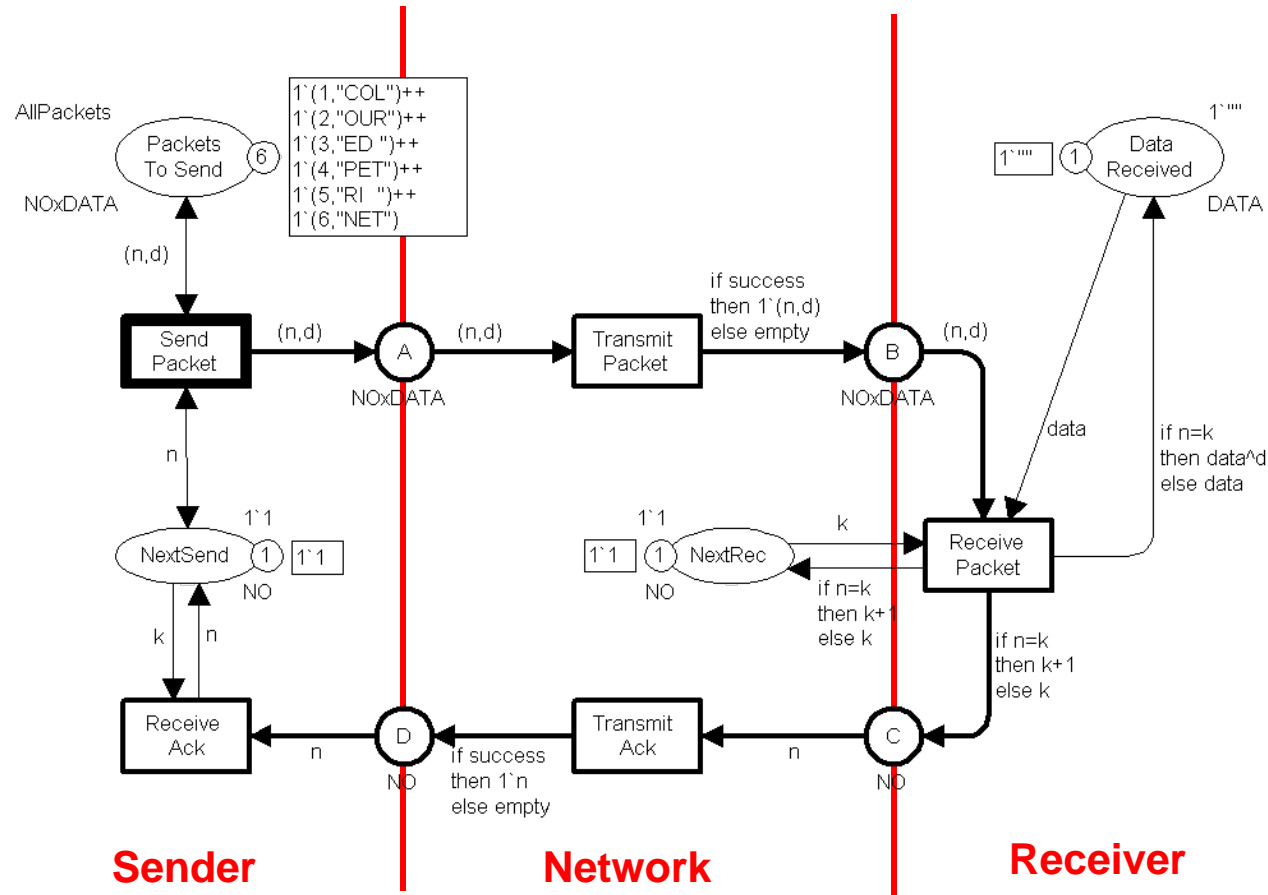 AllPackets
Packets
To Send
6
1`(1,"COL")++
1`(2,"OUR")++
1`(3,"ED ")++
1`(4,"PET")++
1`(5,"RI  ")++
1`(6,"NET")
NOxDATA
1`""
1`""
1
Data
Received
DATA
(n,d)
Send
Packet
(n,d)
A
NOxDATA
(n,d)
Transmit
Packet
if success
then 1`(n,d)
else empty
B
NOxDATA
(n,d)
data
if n=k
then data^d
else data
n
1`1
NextSend
1
1`1
NO
1`1
1`1
1
NextRec
NO
k
if n=k
then k+1
else k
Receive
Packet
k
n
if n=k
then k+1
else k
Receive
Ack
n
D
NO
if success
then 1`n
else empty
Transmit
Ack
n
C
NO
Sender
Network
Receiver